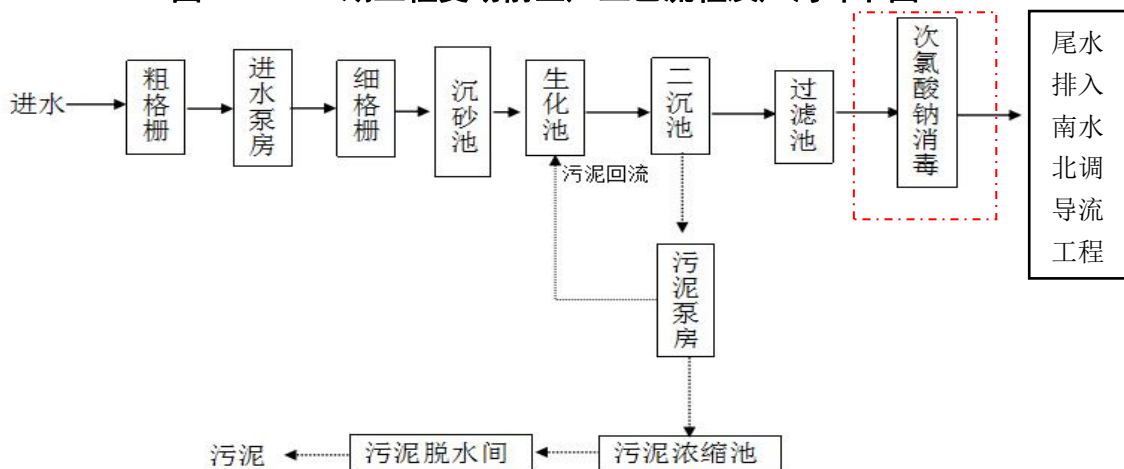 进水
粗格栅
进水泵房
细格栅
沉砂池
生化池
二沉池
过滤池
次氯酸钠消毒
尾水
排入
南水
北调
导流
工程
污泥回流
污泥泵房
污泥
污泥脱水间
污泥浓缩池